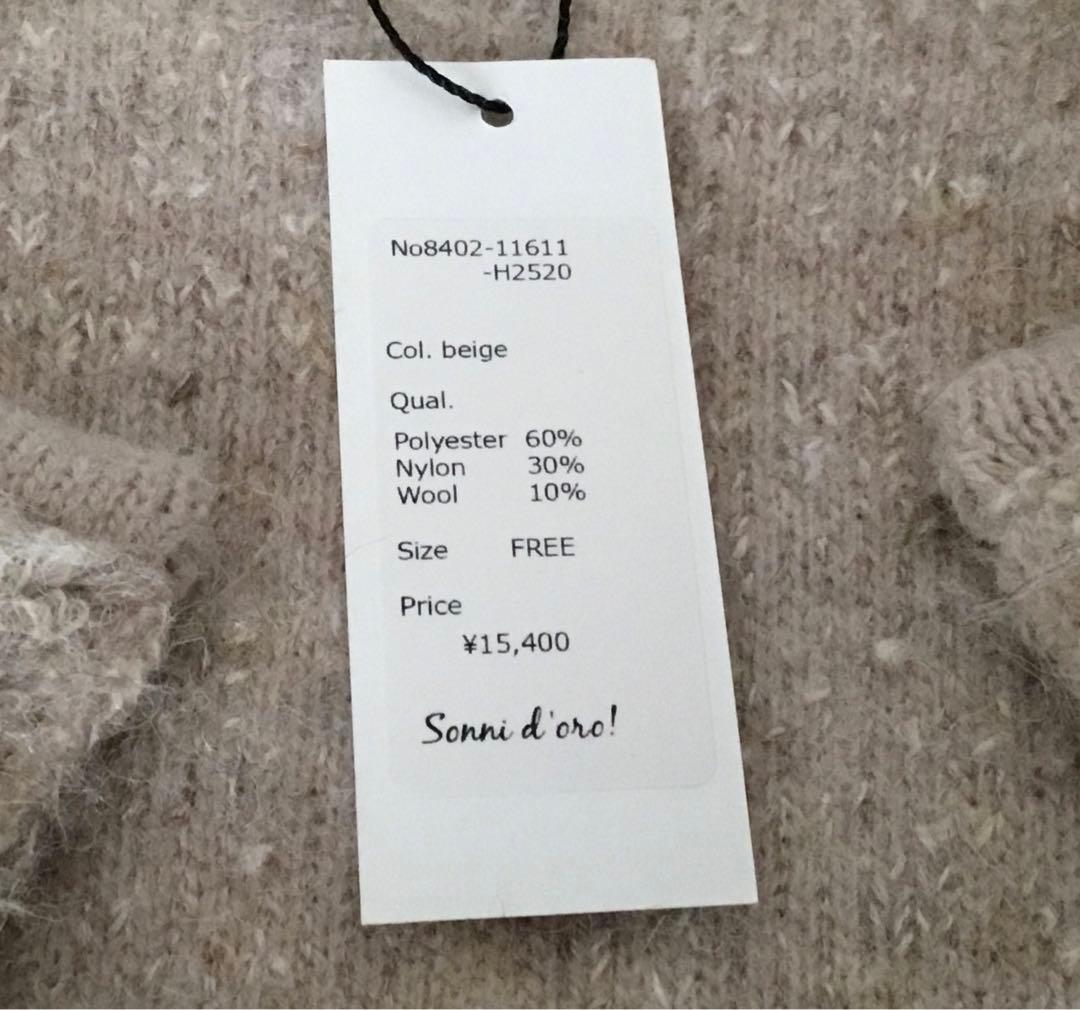 No8402-11611
-H2520
Col. beige
Qual.
Polyester 60%
Nylon 30%
Wool 10%
Size FREE
Price
¥15,400
Sonni d'oro!